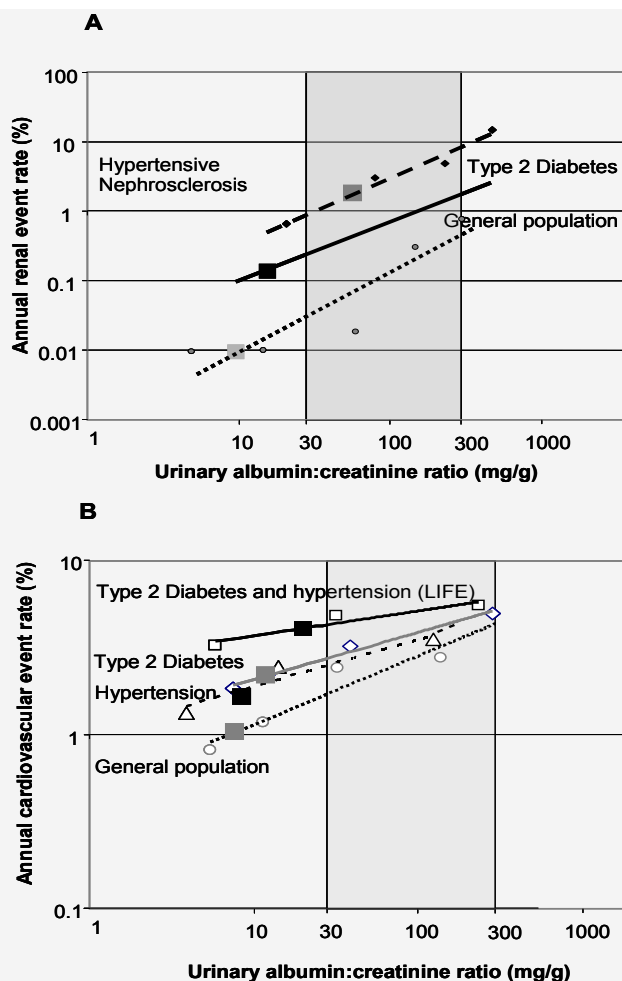 A
Annual renal event rate (%)
100
10
1
0.1
0.01
0.001
Hypertensive
Nephrosclerosis
Type 2 Diabetes
General population
1
10
30
100
300
1000
Urinary albumin:creatinine ratio (mg/g)
B
Annual cardiovascular event rate (%)
10
1
0.1
Type 2 Diabetes and hypertension (LIFE)
Type 2 Diabetes
Hypertension
General population
1
10
30
100
300
1000
Urinary albumin:creatinine ratio (mg/g)